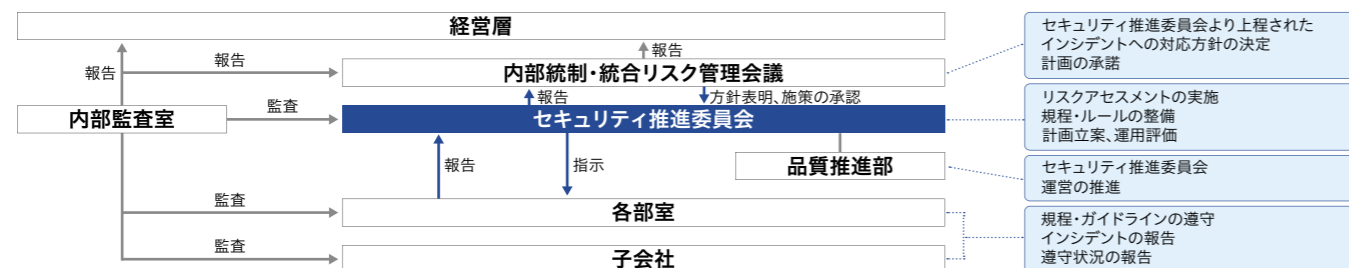 経営層
報告
報告
報告
内部統制・統合リスク管理会議
報告
方針表明、施策の承認
内部監査室
監査
セキュリティ推進委員会
報告
指示
品質推進部
監査
各部室
監査
子会社
セキュリティ推進委員会より上程された
インシデントへの対応方針の決定
計画の承諾
リスクアセスメントの実施
規程・ルールの整備
計画立案、運用評価
セキュリティ推進委員会
運営の推進
規程・ガイドラインの遵守
インシデントの報告
遵守状況の報告